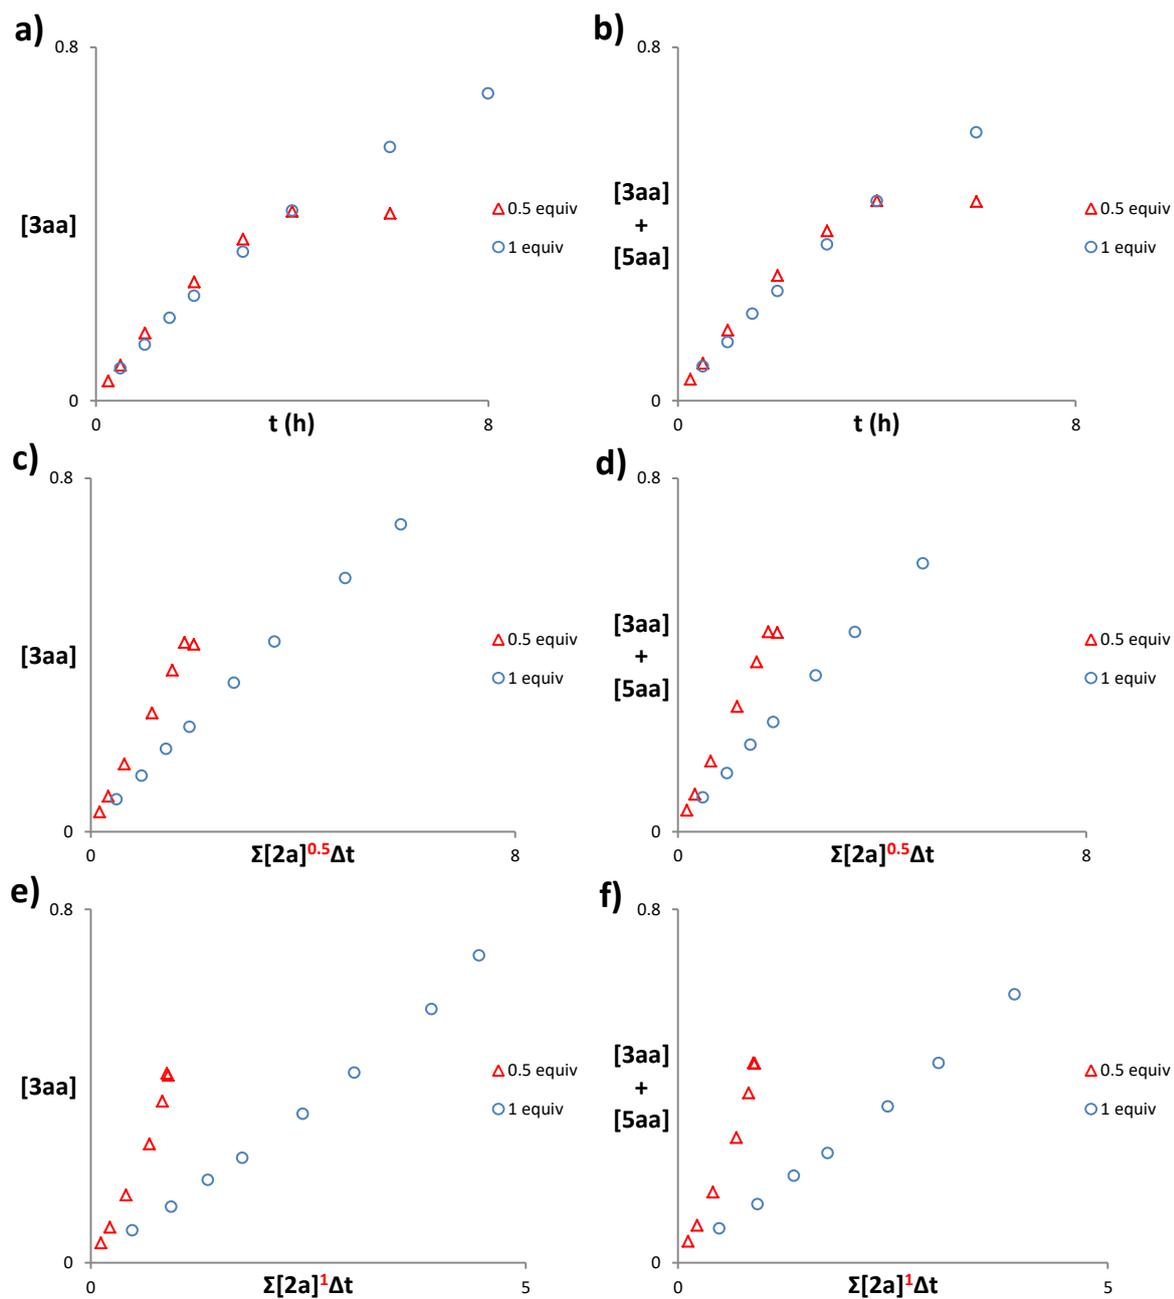 a)
0.8
[3aa]
0.5 equiv
1 equiv
0
0
t (h)
8
b)
0.8
[3aa]
+
[5aa]
0.5 equiv
1 equiv
0
0
t (h)
8
c)
0.8
[3aa]
0.5 equiv
1 equiv
0
0
Σ[2a]0.5Δt
8
d)
0.8
[3aa]
+
[5aa]
0.5 equiv
1 equiv
0
0
Σ[2a]0.5Δt
8
e)
0.8
[3aa]
0.5 equiv
1 equiv
0
0
Σ[2a]1Δt
5
f)
0.8
[3aa]
+
[5aa]
0.5 equiv
1 equiv
0
0
Σ[2a]1Δt
5